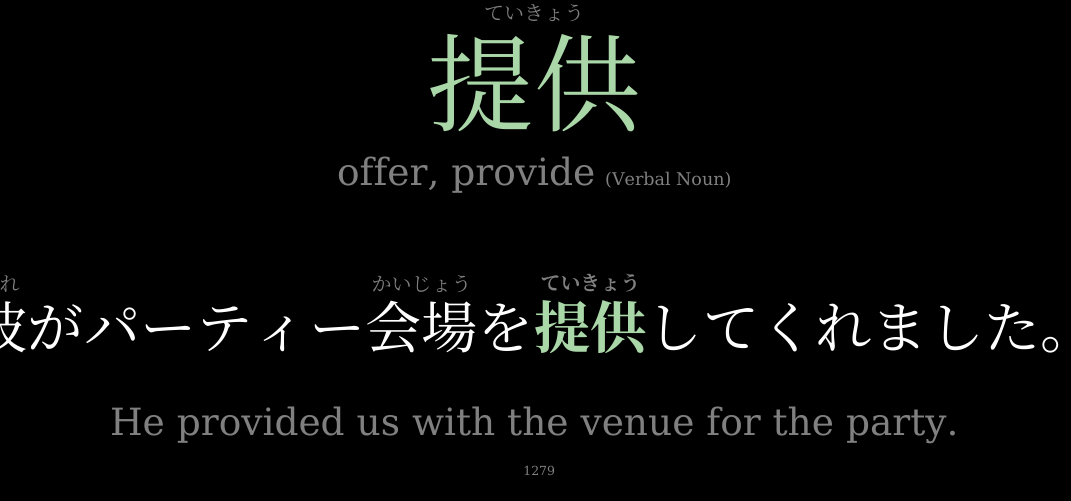 ていきょう
提供
offer, provide (Verbal Noun)
れ かいじょう ていきょう
彼がパーティー会場を提供してくれました。
He provided us with the venue for the party.
1279